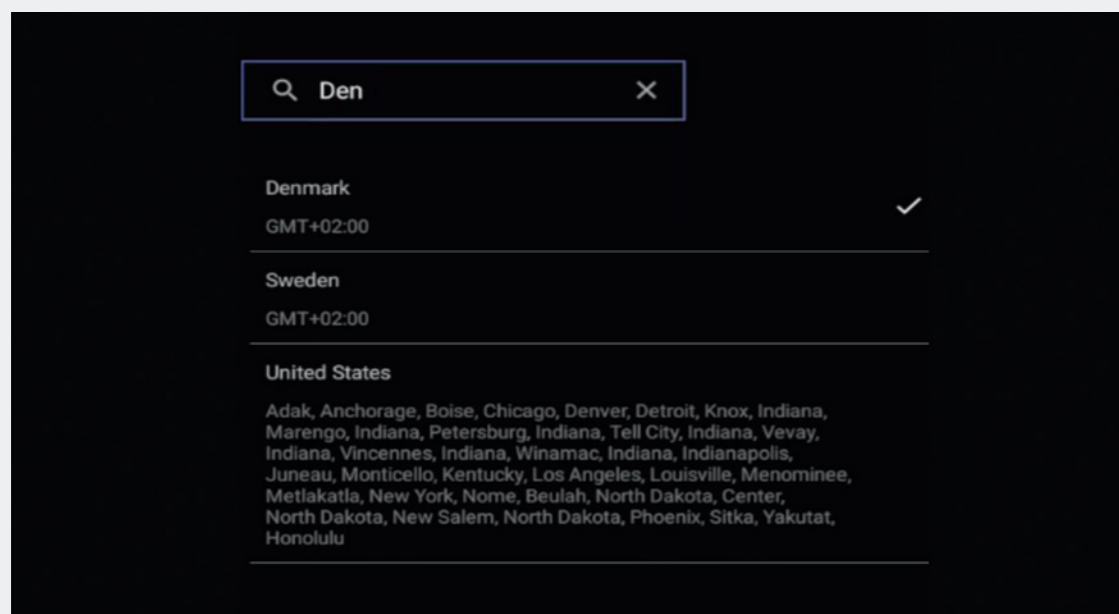 Den
Denmark
GMT+02:00
Sweden
GMT+02:00
United States
Adak, Anchorage, Boise, Chicago, Denver, Detroit, Knox, Indiana,
Marengo, Indiana, Petersburg, Indiana, Tell City, Indiana, Vevay,
Indiana, Vincennes, Indiana, Winamac, Indiana, Indianapolis,
Juneau, Monticello, Kentucky, Los Angeles, Louisville, Menominee,
Metlakatla, New York, Nome, Beulah, North Dakota, Center,
North Dakota, New Salem, North Dakota, Phoenix, Sitka, Yakutat,
Honolulu